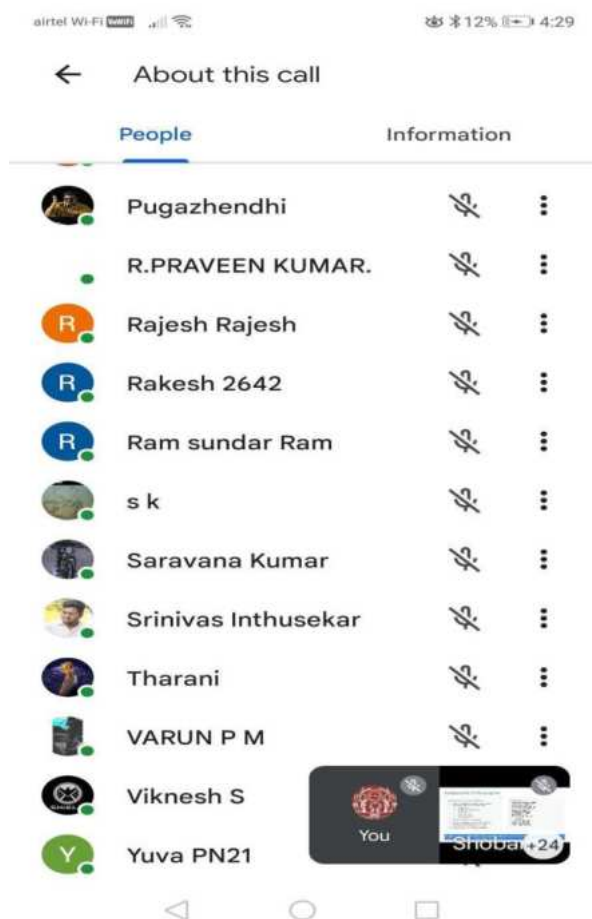 airtel Wi-Fi VoWiFi 12% 4:29
About this call
People Information
Pugazhendhi
R.PRAVEEN KUMAR.
R Rajesh Rajesh
R Rakesh 2642
R Ram sundar Ram
s k
Saravana Kumar
Srinivas Inthusekar
Tharani
VARUN P M
Viknesh S
You +24
Y Yuva PN21